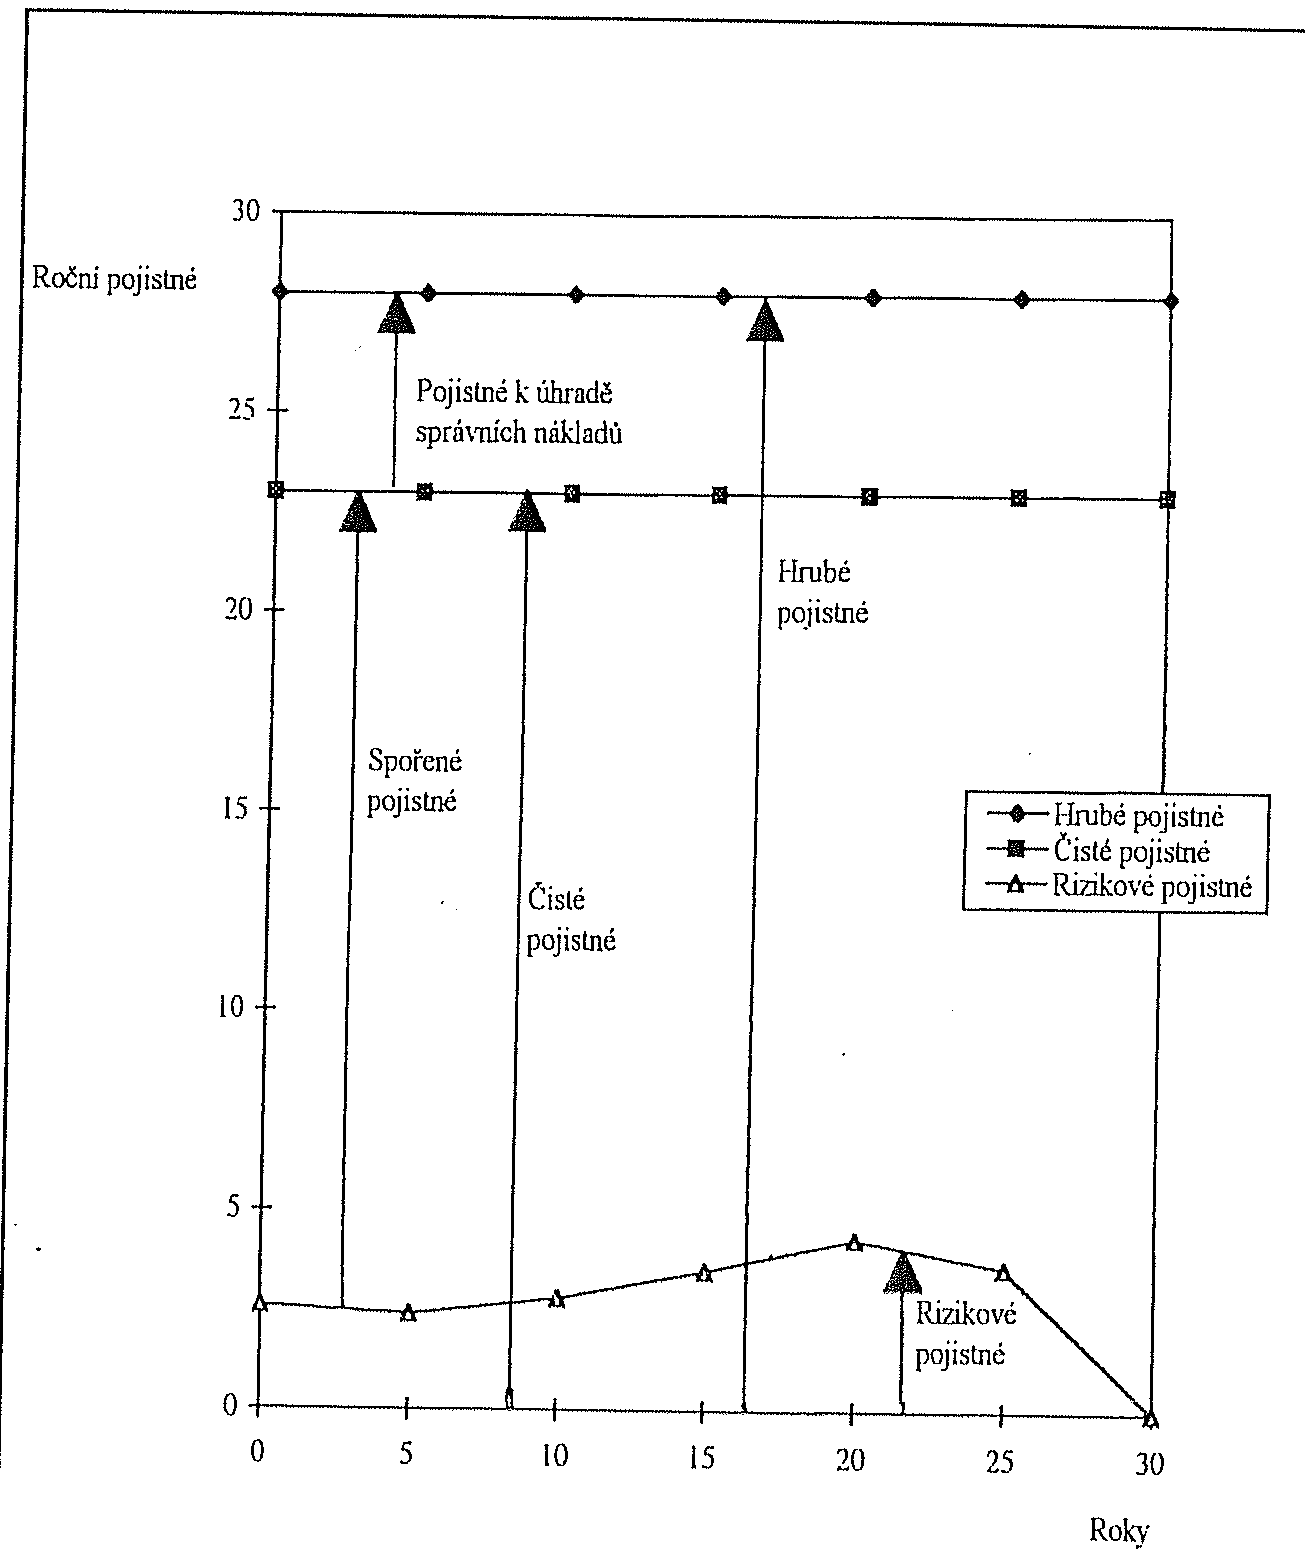 30
Roční pojistné
25
Pojistné k úhradě
správních nákladů
20
Hrubé
pojistné
15
Spořené
pojistné
Hrubé pojistné
Čisté pojistné
Rizikové pojistné
Čisté
pojistné
10
5
Rizikové
pojistné
0
0 5 10 15 20 25 30
Roky